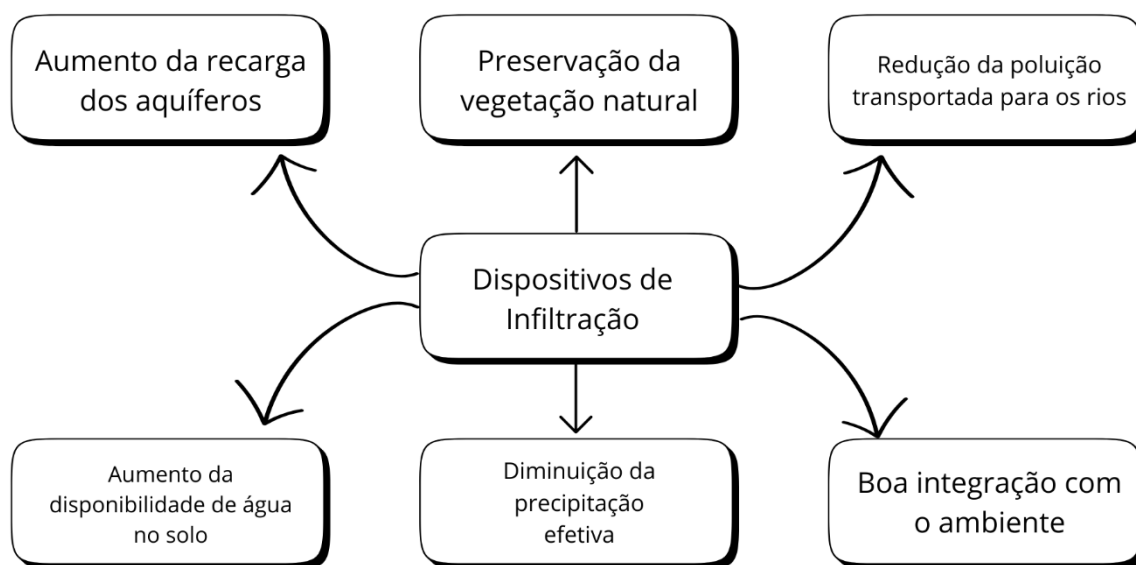 Aumento da recarga
dos aquíferos
Preservação da
vegetação natural
Redução da poluição
transportada para os rios
Dispositivos de
Infiltração
Aumento da
disponibilidade de água
no solo
Diminuição da
precipitação
efetiva
Boa integração com
o ambiente